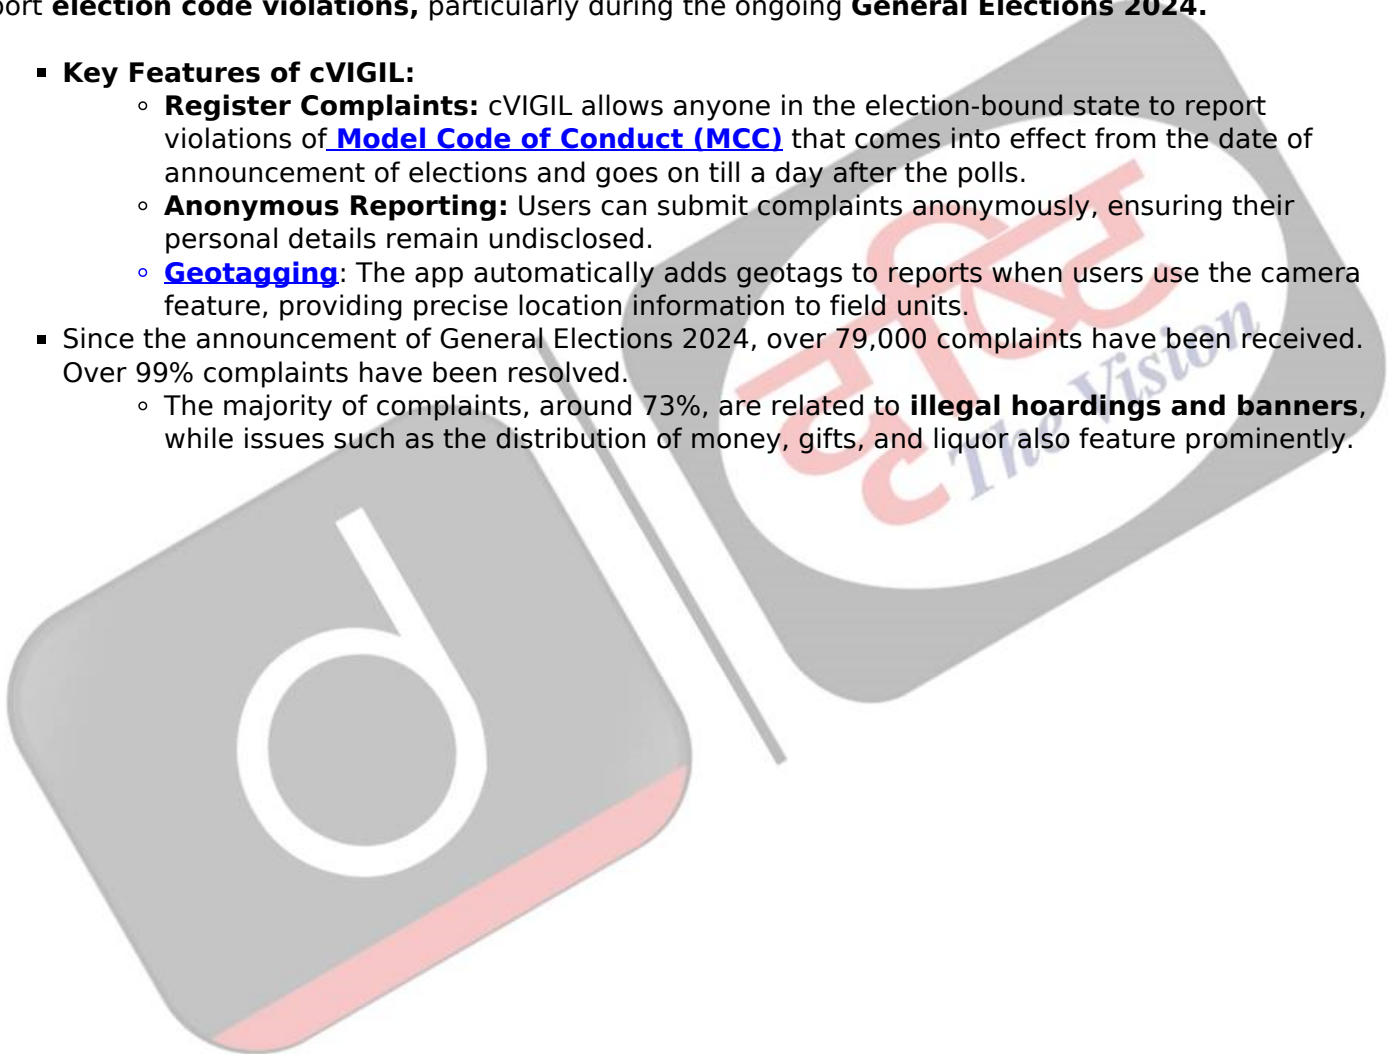 port election code violations, particularly during the ongoing General Elections 2024.
▪ Key Features of cVIGIL:
◦ Register Complaints: cVIGIL allows anyone in the election-bound state to report
violations of Model Code of Conduct (MCC) that comes into effect from the date of
announcement of elections and goes on till a day after the polls.
◦ Anonymous Reporting: Users can submit complaints anonymously, ensuring their
personal details remain undisclosed.
◦ Geotagging: The app automatically adds geotags to reports when users use the camera
feature, providing precise location information to field units.
▪ Since the announcement of General Elections 2024, over 79,000 complaints have been received.
Over 99% complaints have been resolved.
◦ The majority of complaints, around 73%, are related to illegal hoardings and banners,
while issues such as the distribution of money, gifts, and liquor also feature prominently.
दृष्टि
The Vision
d